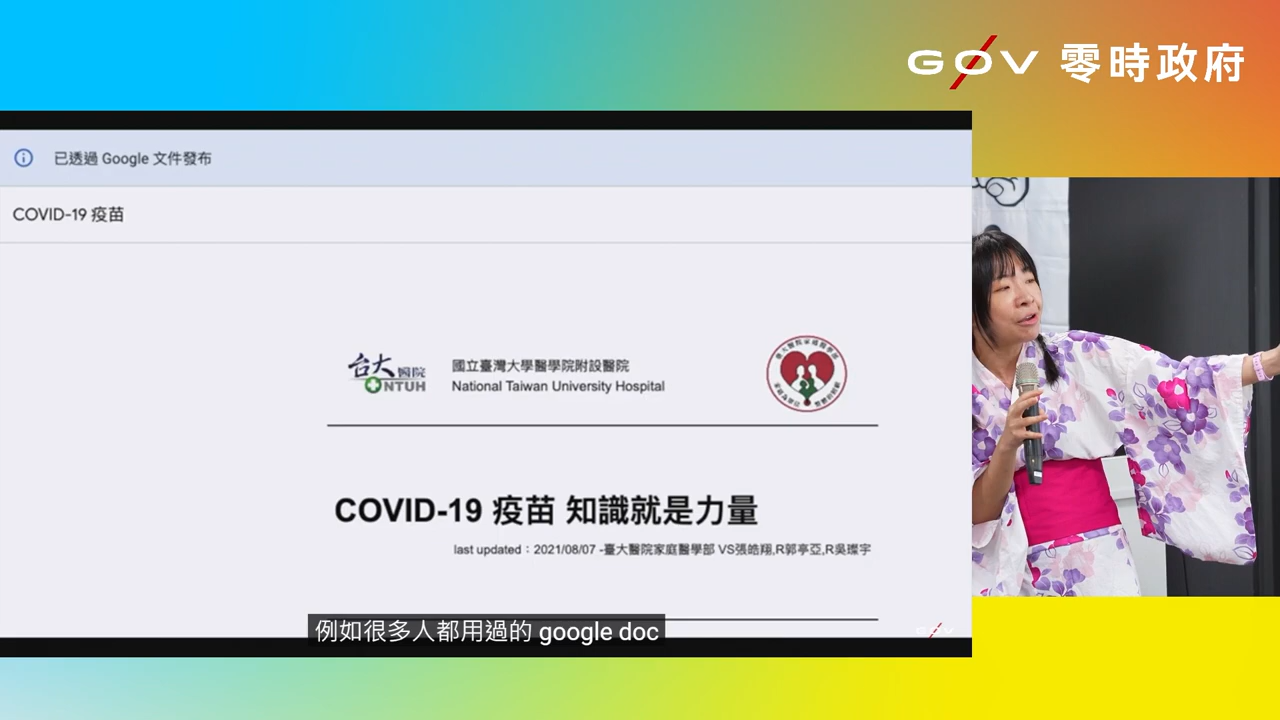 G0V 零時政府
已透過 Google 文件發布
COVID-19 疫苗
台大醫院
NTUH
國立臺灣大學醫學院附設醫院
National Taiwan University Hospital
COVID-19 疫苗 知識就是力量
last updated：2021/08/07 -臺大醫院家庭醫學部 VS張皓翔,R郭亭亞,R吳璨宇
例如很多人都用過的 google doc
G0V